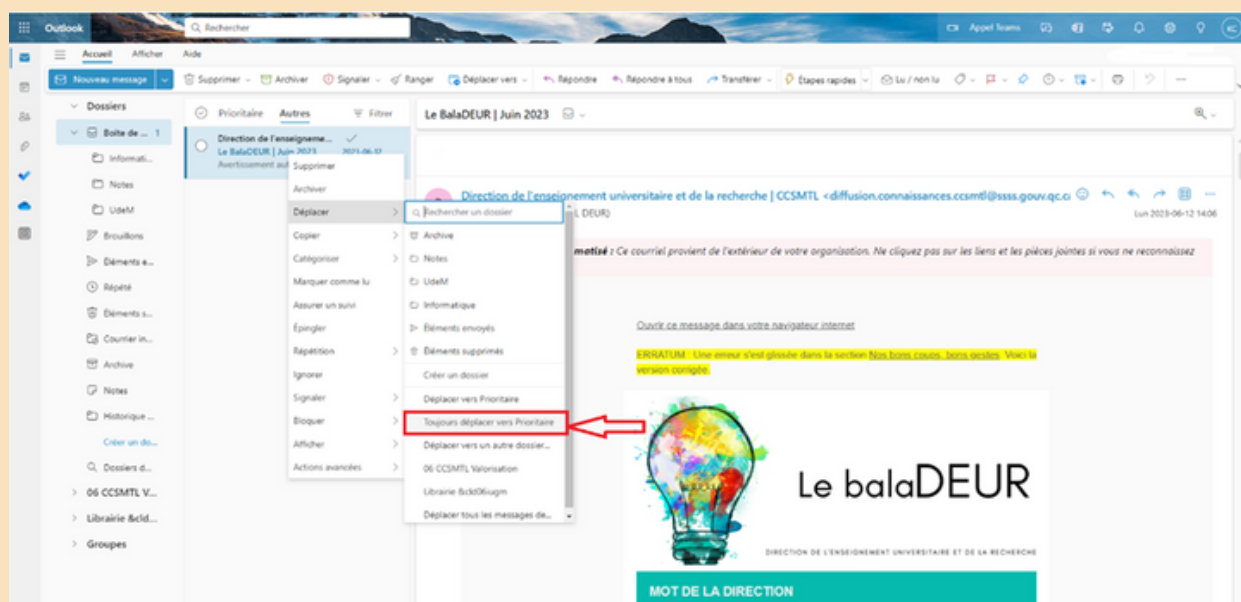 Outlook
Rechercher
Appel Teams
KC
Accueil Afficher Aide
Nouveau message
Supprimer
Archiver
Signaler
Ranger
Déplacer vers
Répondre
Répondre à tous
Transférer
Étapes rapides
Lu / non lu
Dossiers
Boîte de ... 1
Informati...
Notes
UdeM
Brouillons
Éléments e...
Répété
Éléments s...
Courrier in...
Archive
Notes
Historique ...
Créer un do...
Dossiers d...
06 CCSMTL V...
Librairie &cld...
Groupes
Prioritaire Autres Filtrer
Direction de l'enseigneme...
Le BalaDEUR | Juin 2023 2023-06-12
Avertissement aut
Supprimer
Archiver
Déplacer
Copier
Catégoriser
Marquer comme lu
Assurer un suivi
Épingler
Répétition
Ignorer
Signaler
Bloquer
Afficher
Actions avancées
Rechercher un dossier
Archive
Notes
UdeM
Informatique
Éléments envoyés
Éléments supprimés
Créer un dossier
Déplacer vers Prioritaire
Toujours déplacer vers Prioritaire
Déplacer vers un autre dossier...
06 CCSMTL Valorisation
Librairie &cld06iugm
Déplacer tous les messages de...
Le BalaDEUR | Juin 2023
Direction de l'enseignement universitaire et de la recherche | CCSMTL <diffusion.connaissances.ccsmtl@ssss.gouv.qc.c
L DEUR)
Lun 2023-06-12 14:06
matisé : Ce courriel provient de l'extérieur de votre organisation. Ne cliquez pas sur les liens et les pièces jointes si vous ne reconnaissez
Ouvrir ce message dans votre navigateur internet
ERRATUM : Une erreur s'est glissée dans la section Nos bons coups, bons gestes. Voici la
version corrigée.
Le balaDEUR
DIRECTION DE L'ENSEIGNEMENT UNIVERSITAIRE ET DE LA RECHERCHE
MOT DE LA DIRECTION